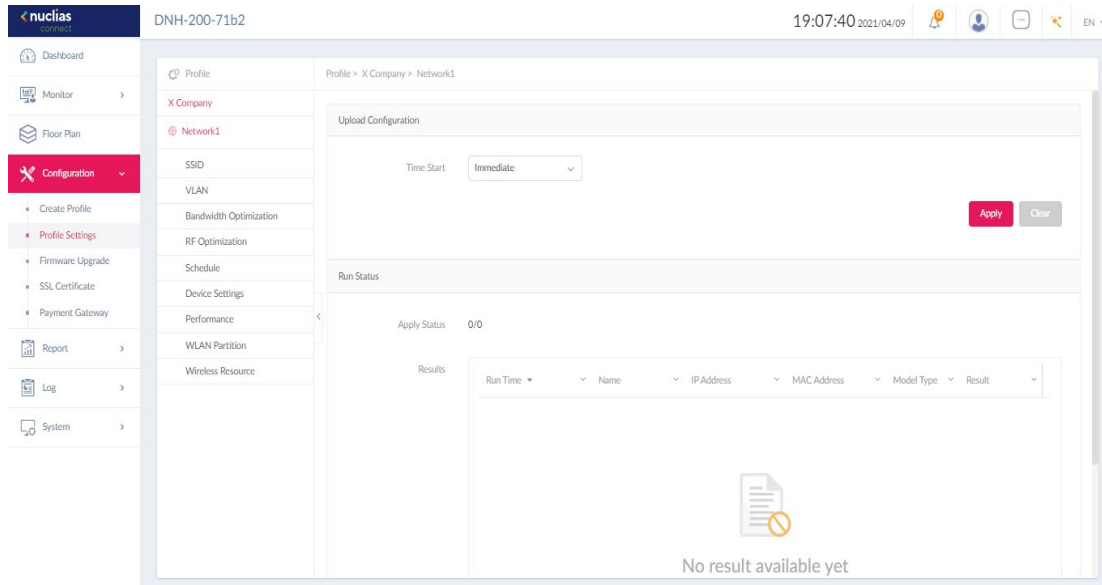 nuclias
connect
DNH-200-71b2
19:07:40 2021/04/09
0
EN
Dashboard
Monitor
Floor Plan
Configuration
Create Profile
Profile Settings
Firmware Upgrade
SSL Certificate
Payment Gateway
Report
Log
System
Profile
X Company
Network1
SSID
VLAN
Bandwidth Optimization
RF Optimization
Schedule
Device Settings
Performance
WLAN Partition
Wireless Resource
Profile > X Company > Network1
Upload Configuration
Time Start Immediate
Apply Clear
Run Status
Apply Status 0/0
Results
Run Time Name IP Address MAC Address Model Type Result
No result available yet